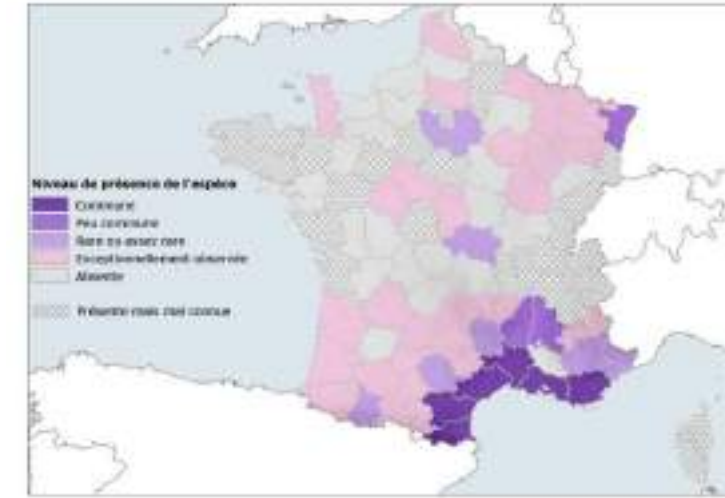 Niveau de présence de l'espèce
Commune
Peu commune
Rare ou assez rare
Exceptionnellement observée
Absente
Présente mais mal connue